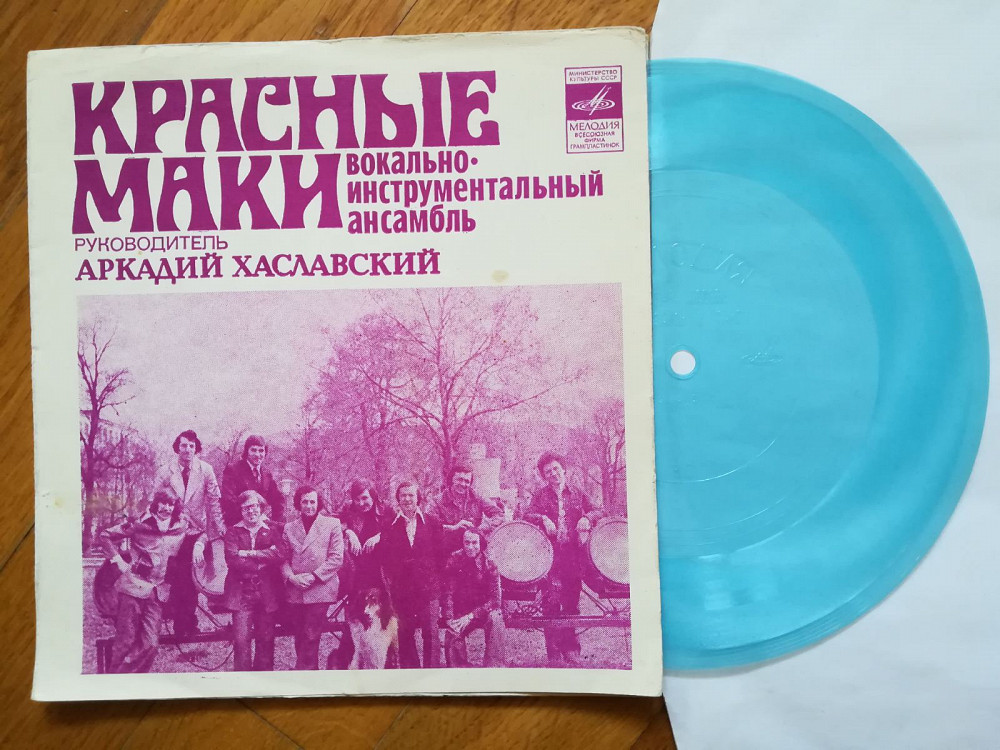 КРАСНЫЕ
МАКИ
ВОКАЛЬНО-
ИНСТРУМЕНТАЛЬНЫЙ
АНСАМБЛЬ
РУКОВОДИТЕЛЬ
АРКАДИЙ ХАСЛАВСКИЙ
МИНИСТЕРСТВО
КУЛЬТУРЫ СССР
МЕЛОДИЯ
ВСЕСОЮЗНАЯ
ФИРМА
ГРАМПЛАСТИНОК